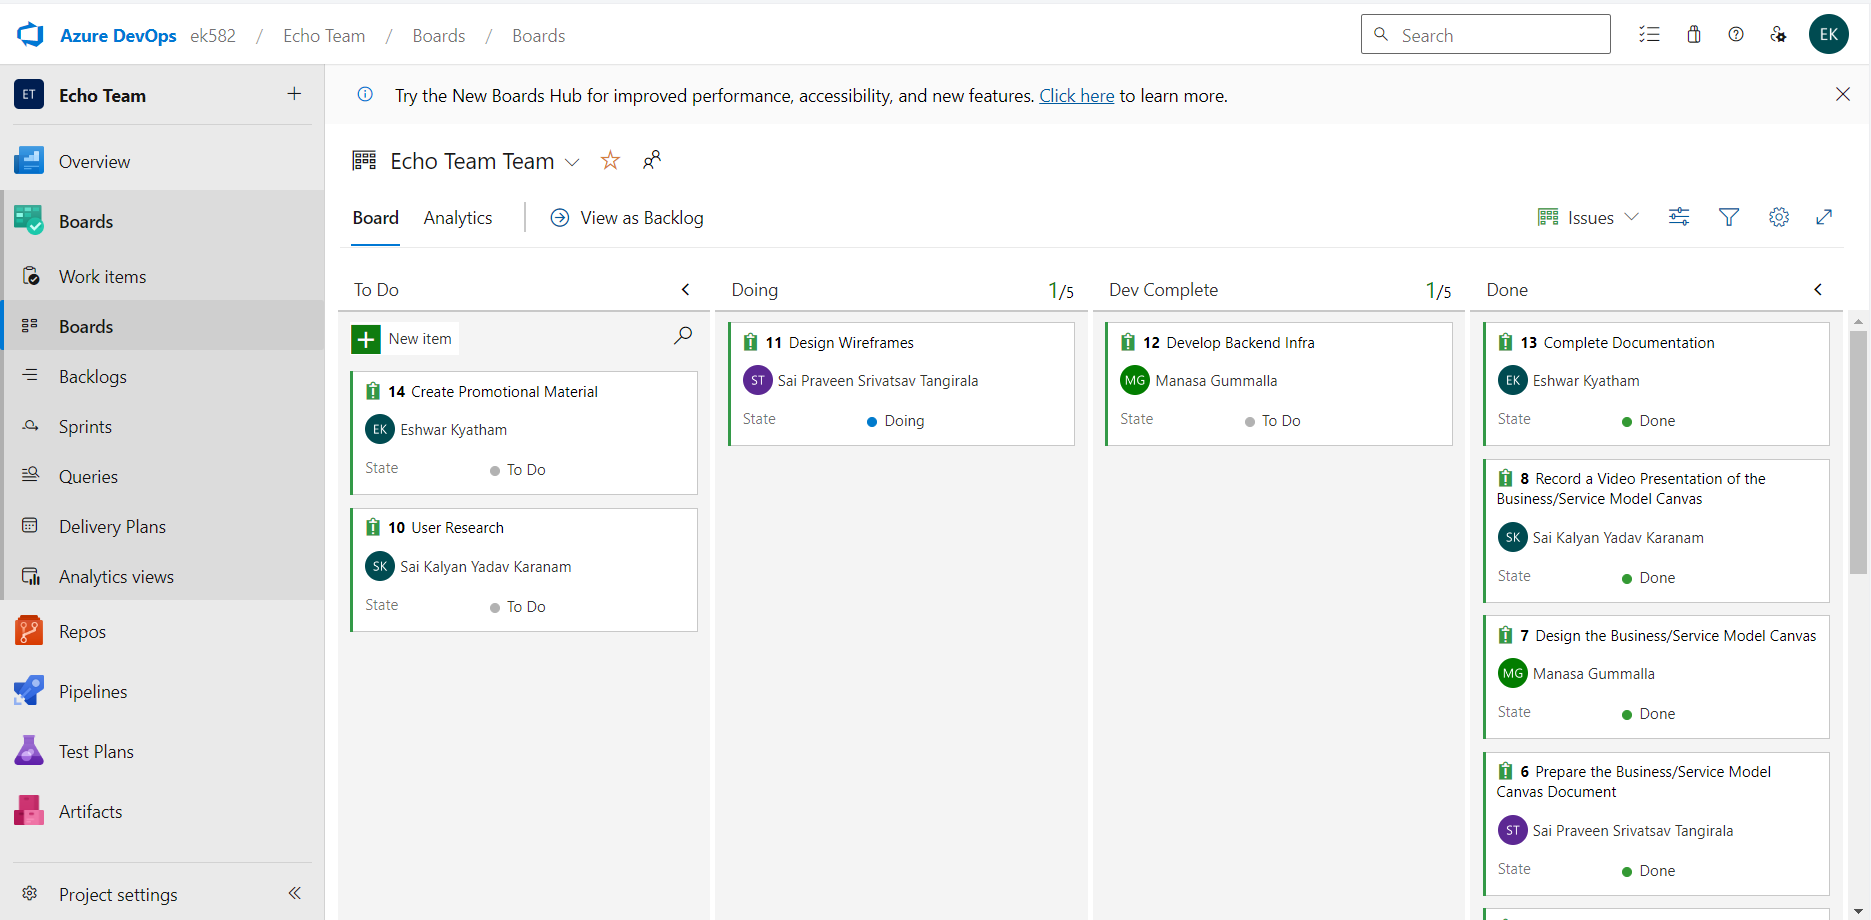 Azure DevOps ek582 / Echo Team / Boards / Boards
Search
EK
ET Echo Team
Overview
Boards
Work items
Boards
Backlogs
Sprints
Queries
Delivery Plans
Analytics views
Repos
Pipelines
Test Plans
Artifacts
Project settings
Try the New Boards Hub for improved performance, accessibility, and new features. Click here to learn more.
Echo Team Team
Board Analytics View as Backlog
Issues
To Do
New item
14 Create Promotional Material
EK Eshwar Kyatham
State To Do
10 User Research
SK Sai Kalyan Yadav Karanam
State To Do
Doing 1/5
11 Design Wireframes
ST Sai Praveen Srivatsav Tangirala
State Doing
Dev Complete 1/5
12 Develop Backend Infra
MG Manasa Gummalla
State To Do
Done
13 Complete Documentation
EK Eshwar Kyatham
State Done
8 Record a Video Presentation of the
Business/Service Model Canvas
SK Sai Kalyan Yadav Karanam
State Done
7 Design the Business/Service Model Canvas
MG Manasa Gummalla
State Done
6 Prepare the Business/Service Model
Canvas Document
ST Sai Praveen Srivatsav Tangirala
State Done